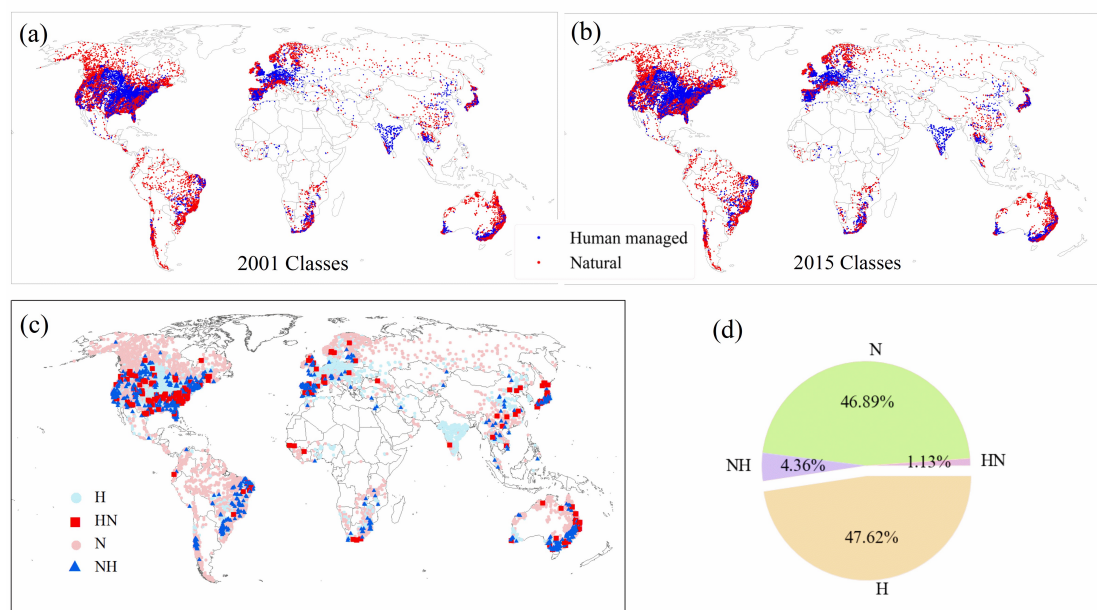 (a)
(b)
Human managed
Natural
2001 Classes
2015 Classes
(c)
H
HN
N
NH
(d)
N
46.89%
NH
4.36%
1.13%
HN
47.62%
H